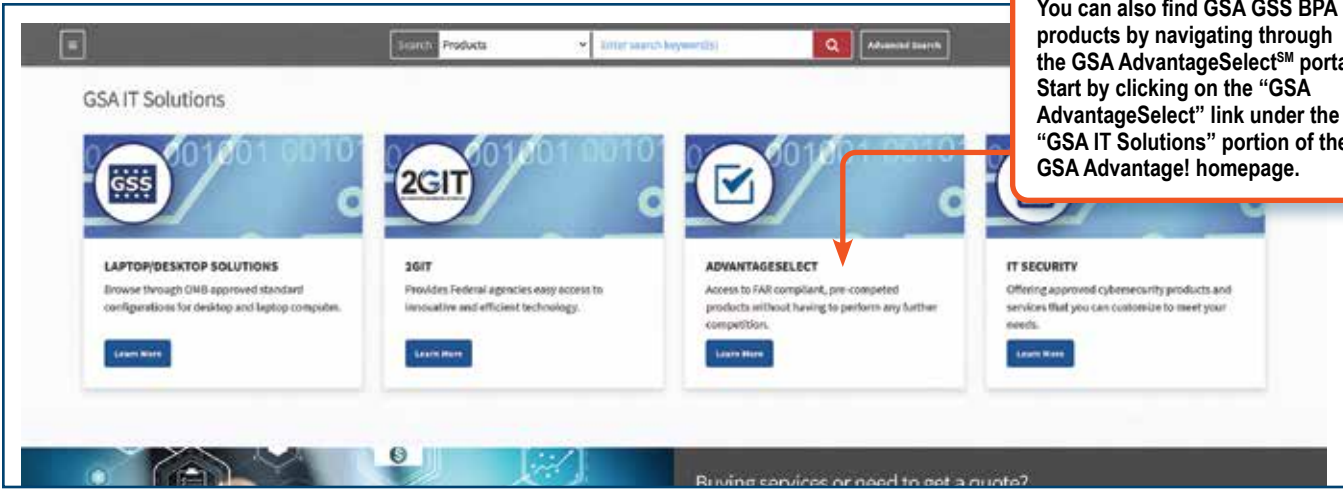 You can also find GSA GSS BPA
products by navigating through
the GSA AdvantageSelect℠ porta
Start by clicking on the “GSA
AdvantageSelect” link under the
“GSA IT Solutions” portion of the
GSA Advantage! homepage.
Search Products Enter search keyword(s) Advanced Search
GSA IT Solutions
GSS
2GIT
LAPTOP/DESKTOP SOLUTIONS
Browse through OMB approved standard
configurations for desktop and laptop computer.
Learn More
2GIT
Provides Federal agencies easy access to
innovative and efficient technology.
Learn More
ADVANTAGESELECT
Access to FAR compliant, pre-competed
products without having to perform any further
competition.
Learn More
IT SECURITY
Offering approved cybersecurity products and
services that you can customize to meet your
needs.
Learn More
Buying services or need to get a quote?